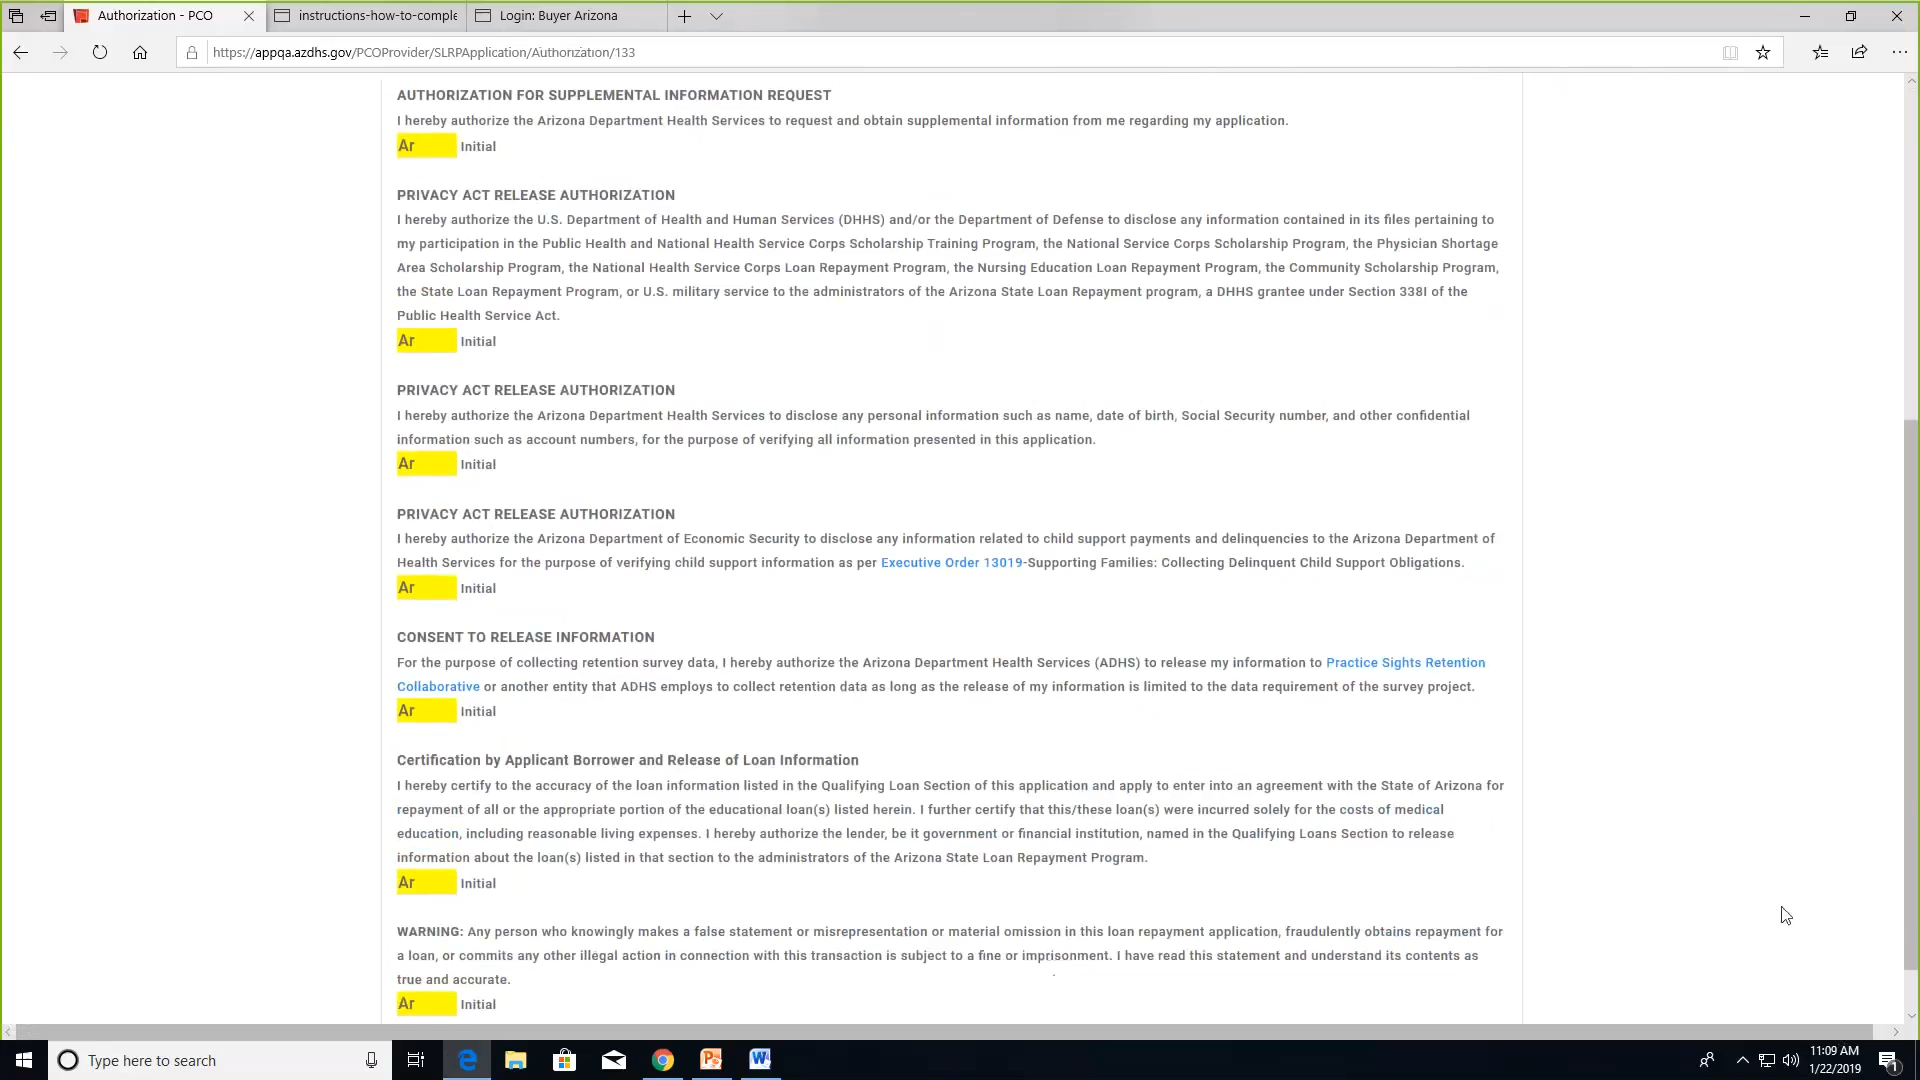 Authorization - PCO
instructions-how-to-comple
Login: Buyer Arizona
https://appqa.azdhs.gov/PCOProvider/SLRPApplication/Authorization/133
AUTHORIZATION FOR SUPPLEMENTAL INFORMATION REQUEST
I hereby authorize the Arizona Department Health Services to request and obtain supplemental information from me regarding my application.
Ar Initial
PRIVACY ACT RELEASE AUTHORIZATION
I hereby authorize the U.S. Department of Health and Human Services (DHHS) and/or the Department of Defense to disclose any information contained in its files pertaining to
my participation in the Public Health and National Health Service Corps Scholarship Training Program, the National Service Corps Scholarship Program, the Physician Shortage
Area Scholarship Program, the National Health Service Corps Loan Repayment Program, the Nursing Education Loan Repayment Program, the Community Scholarship Program,
the State Loan Repayment Program, or U.S. military service to the administrators of the Arizona State Loan Repayment program, a DHHS grantee under Section 338I of the
Public Health Service Act.
Ar Initial
PRIVACY ACT RELEASE AUTHORIZATION
I hereby authorize the Arizona Department Health Services to disclose any personal information such as name, date of birth, Social Security number, and other confidential
information such as account numbers, for the purpose of verifying all information presented in this application.
Ar Initial
PRIVACY ACT RELEASE AUTHORIZATION
I hereby authorize the Arizona Department of Economic Security to disclose any information related to child support payments and delinquencies to the Arizona Department of
Health Services for the purpose of verifying child support information as per Executive Order 13019-Supporting Families: Collecting Delinquent Child Support Obligations.
Ar Initial
CONSENT TO RELEASE INFORMATION
For the purpose of collecting retention survey data, I hereby authorize the Arizona Department Health Services (ADHS) to release my information to Practice Sights Retention
Collaborative or another entity that ADHS employs to collect retention data as long as the release of my information is limited to the data requirement of the survey project.
Ar Initial
Certification by Applicant Borrower and Release of Loan Information
I hereby certify to the accuracy of the loan information listed in the Qualifying Loan Section of this application and apply to enter into an agreement with the State of Arizona for
repayment of all or the appropriate portion of the educational loan(s) listed herein. I further certify that this/these loan(s) were incurred solely for the costs of medical
education, including reasonable living expenses. I hereby authorize the lender, be it government or financial institution, named in the Qualifying Loans Section to release
information about the loan(s) listed in that section to the administrators of the Arizona State Loan Repayment Program.
Ar Initial
WARNING: Any person who knowingly makes a false statement or misrepresentation or material omission in this loan repayment application, fraudulently obtains repayment for
a loan, or commits any other illegal action in connection with this transaction is subject to a fine or imprisonment. I have read this statement and understand its contents as
true and accurate.
Ar Initial
Type here to search
11:09 AM
1/22/2019
1